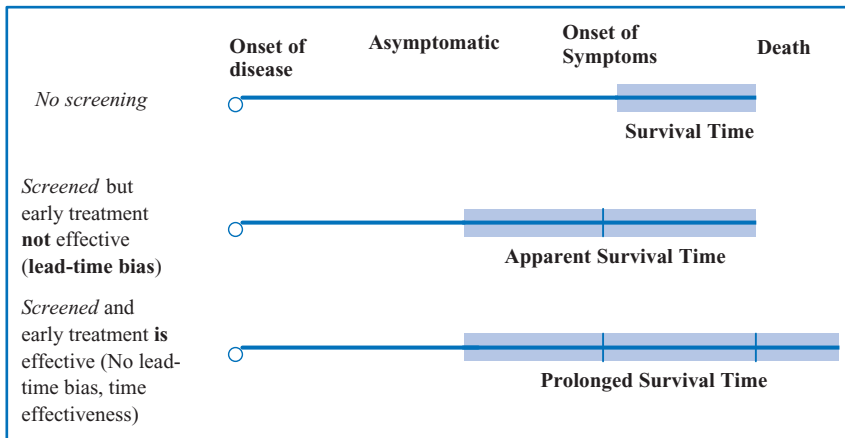 Onset of
disease
Asymptomatic
Onset of
Symptoms
Death
No screening
Survival Time
Screened but
early treatment
not effective
(lead-time bias)
Apparent Survival Time
Screened and
early treatment is
effective (No lead-
time bias, time
effectiveness)
Prolonged Survival Time